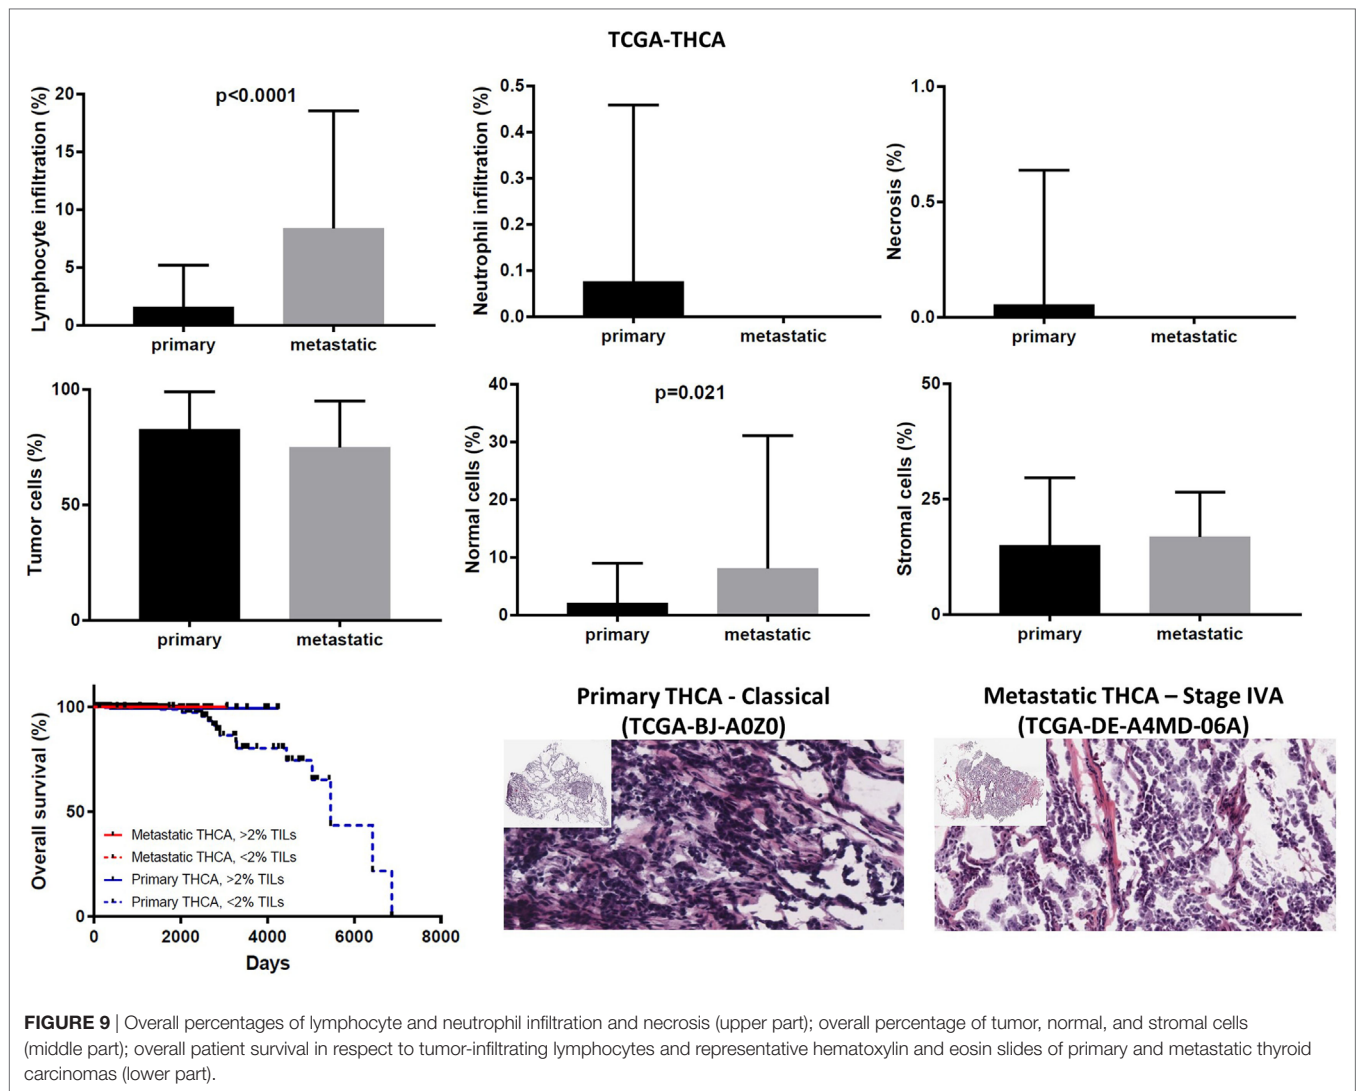 TCGA-THCA
Lymphocyte infiltration (%)
p<0.0001
20
15
10
5
0
primary metastatic
Neutrophil infiltration (%)
0.5
0.4
0.3
0.2
0.1
0.0
primary metastatic
Necrosis (%)
1.0
0.5
0.0
primary metastatic
Tumor cells (%)
100
50
0
primary metastatic
Normal cells (%)
p=0.021
40
30
20
10
0
primary metastatic
Stromal cells (%)
50
25
0
primary metastatic
Overall survival (%)
100
50
0
Metastatic THCA, >2% TILs
Metastatic THCA, <2% TILs
Primary THCA, >2% TILs
Primary THCA, <2% TILs
0 2000 4000 6000 8000
Days
Primary THCA - Classical
(TCGA-BJ-A0Z0)
Metastatic THCA – Stage IVA
(TCGA-DE-A4MD-06A)
FIGURE 9 | Overall percentages of lymphocyte and neutrophil infiltration and necrosis (upper part); overall percentage of tumor, normal, and stromal cells
(middle part); overall patient survival in respect to tumor-infiltrating lymphocytes and representative hematoxylin and eosin slides of primary and metastatic thyroid
carcinomas (lower part).